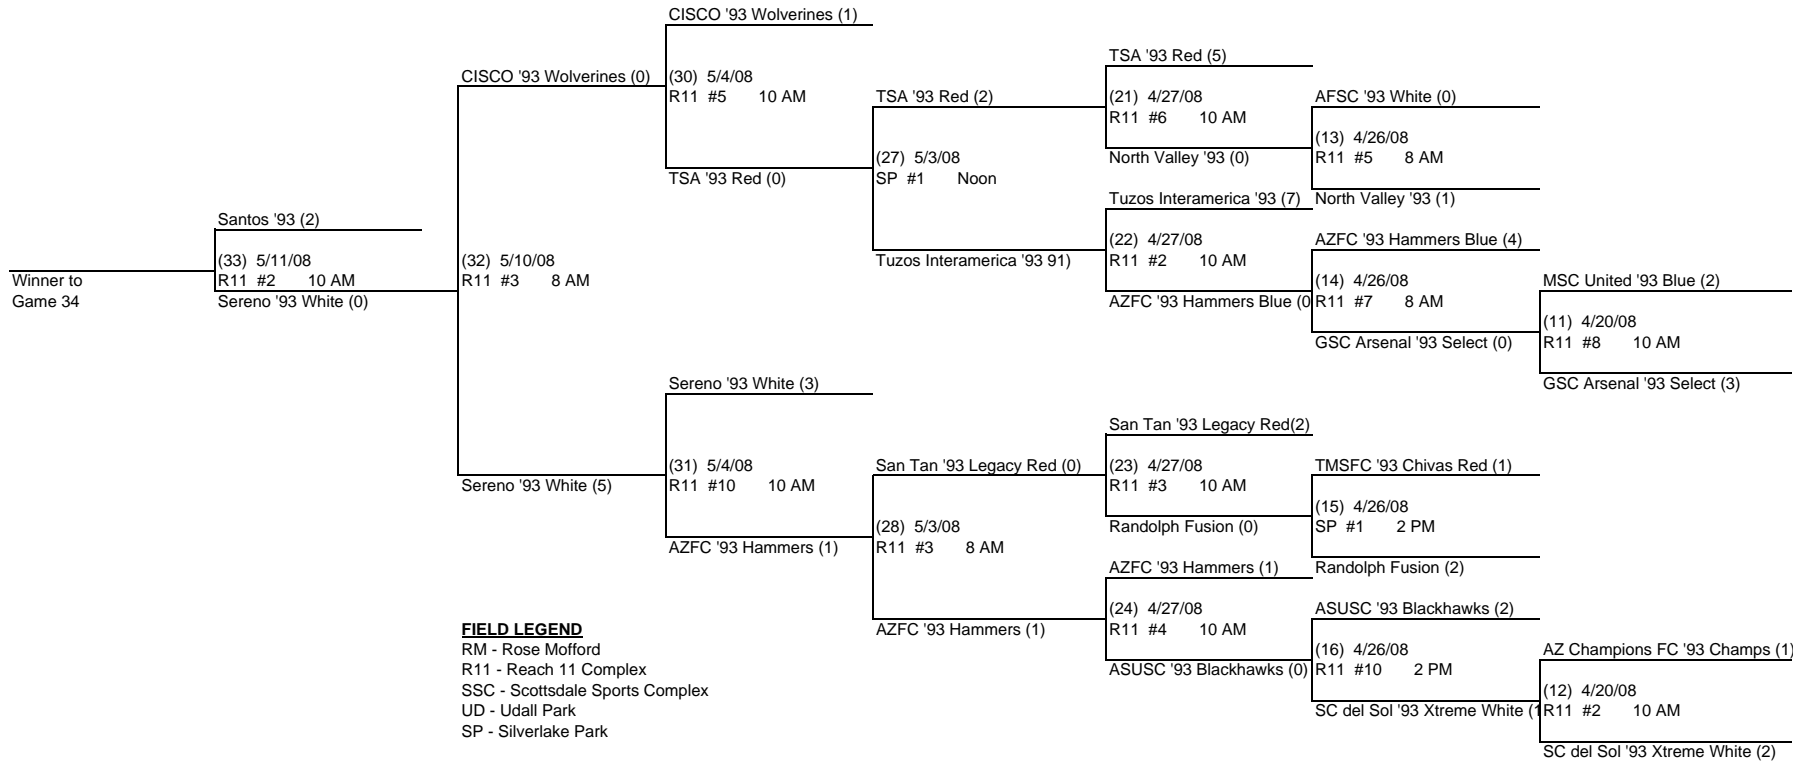 CISCO '93 Wolverines (1)
TSA '93 Red (5)
CISCO '93 Wolverines (0)
(30) 5/4/08
R11 #5 10 AM
TSA '93 Red (2)
(21) 4/27/08
R11 #6 10 AM
AFSC '93 White (0)
(13) 4/26/08
R11 #5 8 AM
(27) 5/3/08
SP #1 Noon
North Valley '93 (0)
TSA '93 Red (0)
Tuzos Interamerica '93 (7)
North Valley '93 (1)
Santos '93 (2)
(22) 4/27/08
R11 #2 10 AM
AZFC '93 Hammers Blue (4)
(33) 5/11/08
R11 #2 10 AM
(32) 5/10/08
R11 #3 8 AM
Tuzos Interamerica '93 91)
Winner to
Game 34
(14) 4/26/08
R11 #7 8 AM
MSC United '93 Blue (2)
Sereno '93 White (0)
AZFC '93 Hammers Blue (0
(11) 4/20/08
R11 #8 10 AM
GSC Arsenal '93 Select (0)
Sereno '93 White (3)
GSC Arsenal '93 Select (3)
San Tan '93 Legacy Red(2)
(31) 5/4/08
R11 #10 10 AM
San Tan '93 Legacy Red (0)
(23) 4/27/08
R11 #3 10 AM
TMSFC '93 Chivas Red (1)
Sereno '93 White (5)
(15) 4/26/08
SP #1 2 PM
Randolph Fusion (0)
(28) 5/3/08
R11 #3 8 AM
AZFC '93 Hammers (1)
AZFC '93 Hammers (1)
Randolph Fusion (2)
(24) 4/27/08
R11 #4 10 AM
ASUSC '93 Blackhawks (2)
AZFC '93 Hammers (1)
(16) 4/26/08
R11 #10 2 PM
AZ Champions FC '93 Champs (1)
ASUSC '93 Blackhawks (0)
(12) 4/20/08
R11 #2 10 AM
SC del Sol '93 Xtreme White (1
SC del Sol '93 Xtreme White (2)
FIELD LEGEND
RM - Rose Mofford
R11 - Reach 11 Complex
SSC - Scottsdale Sports Complex
UD - Udall Park
SP - Silverlake Park